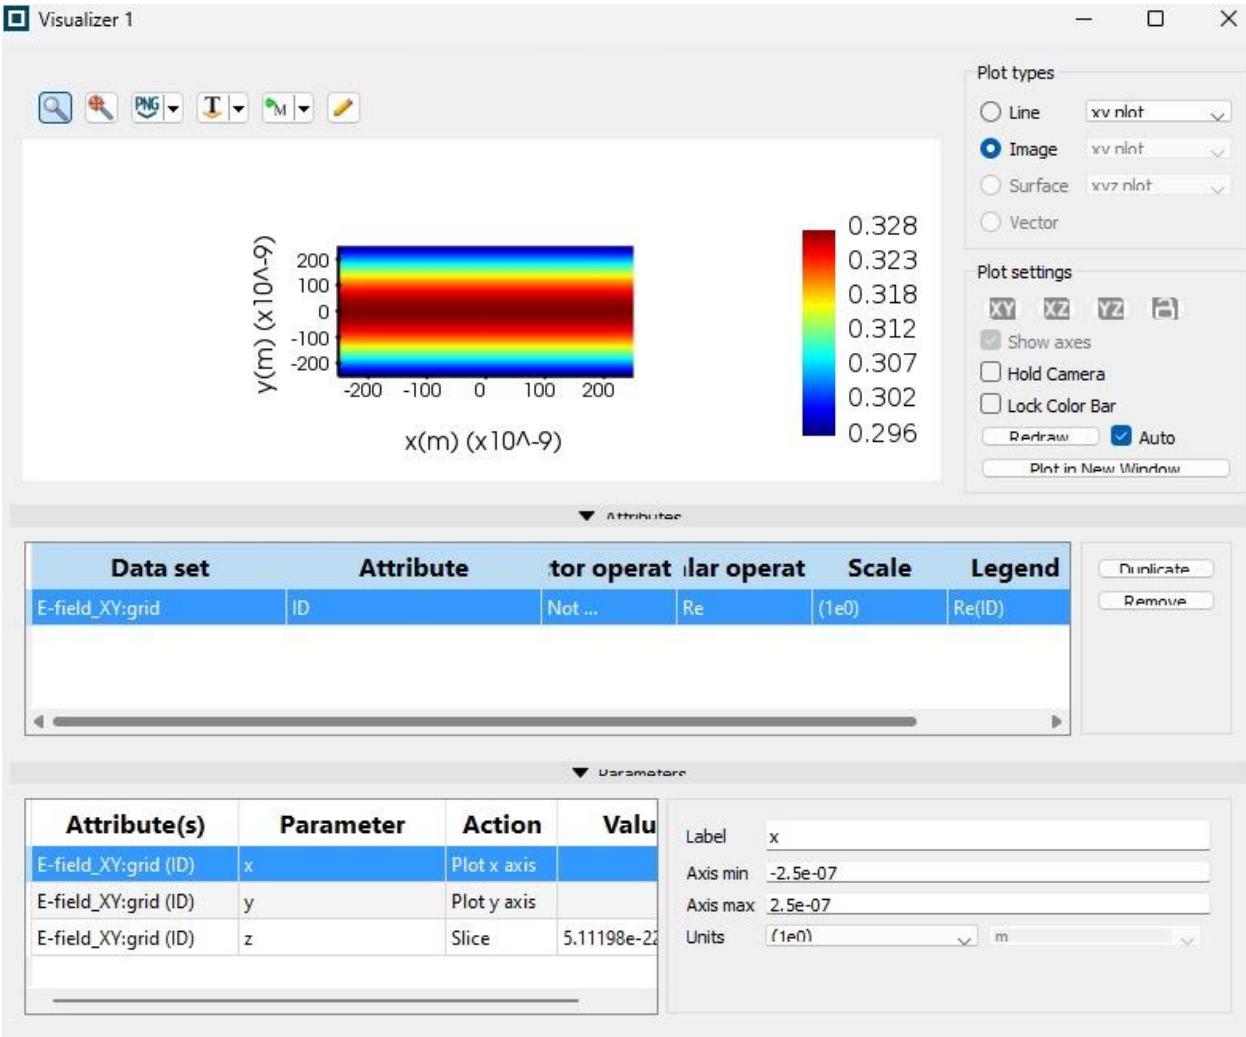 Visualizer 1
Plot types
PNG T M
Line xy plot
Image xy plot
Surface xyz plot
Vector
Plot settings
XY XZ YZ
Show axes
Hold Camera
Lock Color Bar
Redraw Auto
Plot in New Window
y(m) (x10^-9)
200
100
0
-100
-200
-200 -100 0 100 200
x(m) (x10^-9)
0.328
0.323
0.318
0.312
0.307
0.302
0.296
Attributes
Data set Attribute tor operat lar operat Scale Legend
E-field_XY:grid ID Not ... Re (1e0) Re(ID)
Duplicate
Remove
Parameters
Attribute(s) Parameter Action Valu
E-field_XY:grid (ID) x Plot x axis
E-field_XY:grid (ID) y Plot y axis
E-field_XY:grid (ID) z Slice 5.11198e-22
Label x
Axis min -2.5e-07
Axis max 2.5e-07
Units (1e0) m